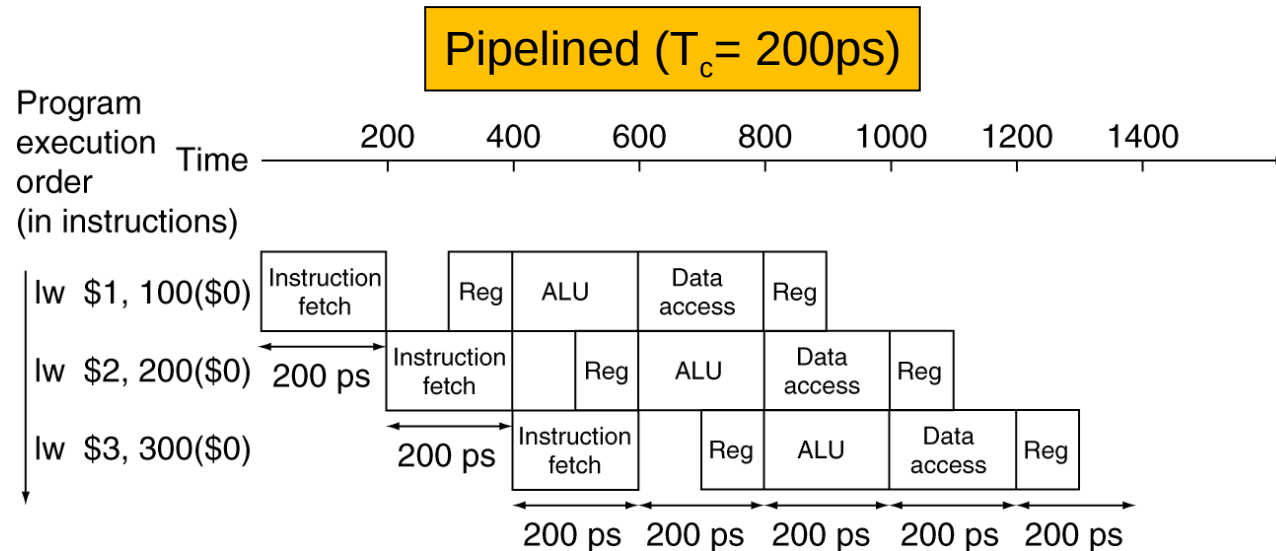 Pipelined (Tc= 200ps)
Program
execution
order
(in instructions)
Time
200 400 600 800 1000 1200 1400
lw $1, 100($0)
Instruction
fetch
Reg
ALU
Data
access
Reg
200 ps
lw $2, 200($0)
Instruction
fetch
Reg
ALU
Data
access
Reg
200 ps
lw $3, 300($0)
Instruction
fetch
Reg
ALU
Data
access
Reg
200 ps 200 ps 200 ps 200 ps 200 ps